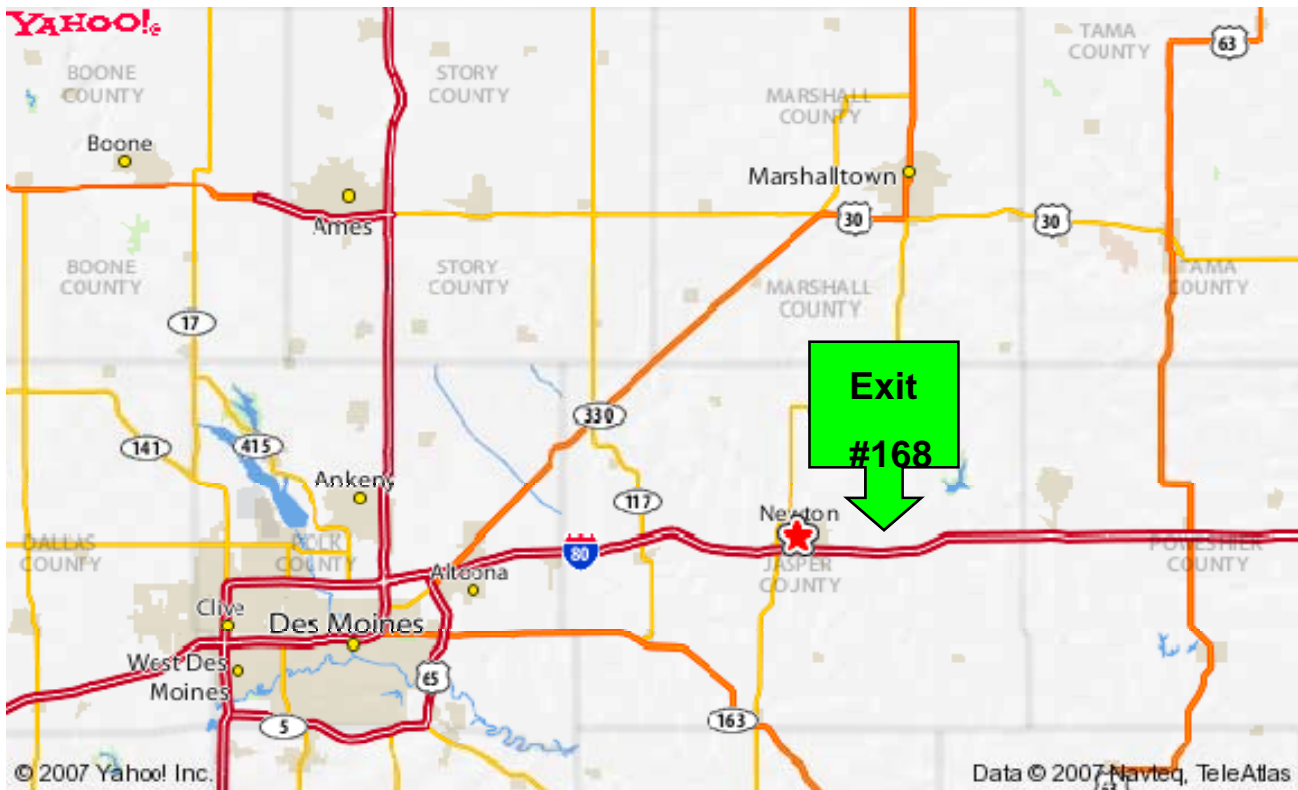 YAHOO!
TAMA
COUNTY
63
BOONE
COUNTY
STORY
COUNTY
MARSHALL
COUNTY
Boone
Marshalltown
Ames
30
30
BOONE
COUNTY
STORY
COUNTY
MARSHALL
COUNTY
TAMA
COUNTY
17
Exit
#168
330
141
415
Ankeny
117
Newton
80
DALLAS
COUNTY
POLK
COUNTY
JASPER
COUNTY
POWESHIEK
COUNTY
Altoona
Clive
Des Moines
West Des
Moines
65
5
163
© 2007 Yahoo! Inc.
Data © 2007 Navteq, TeleAtlas
63